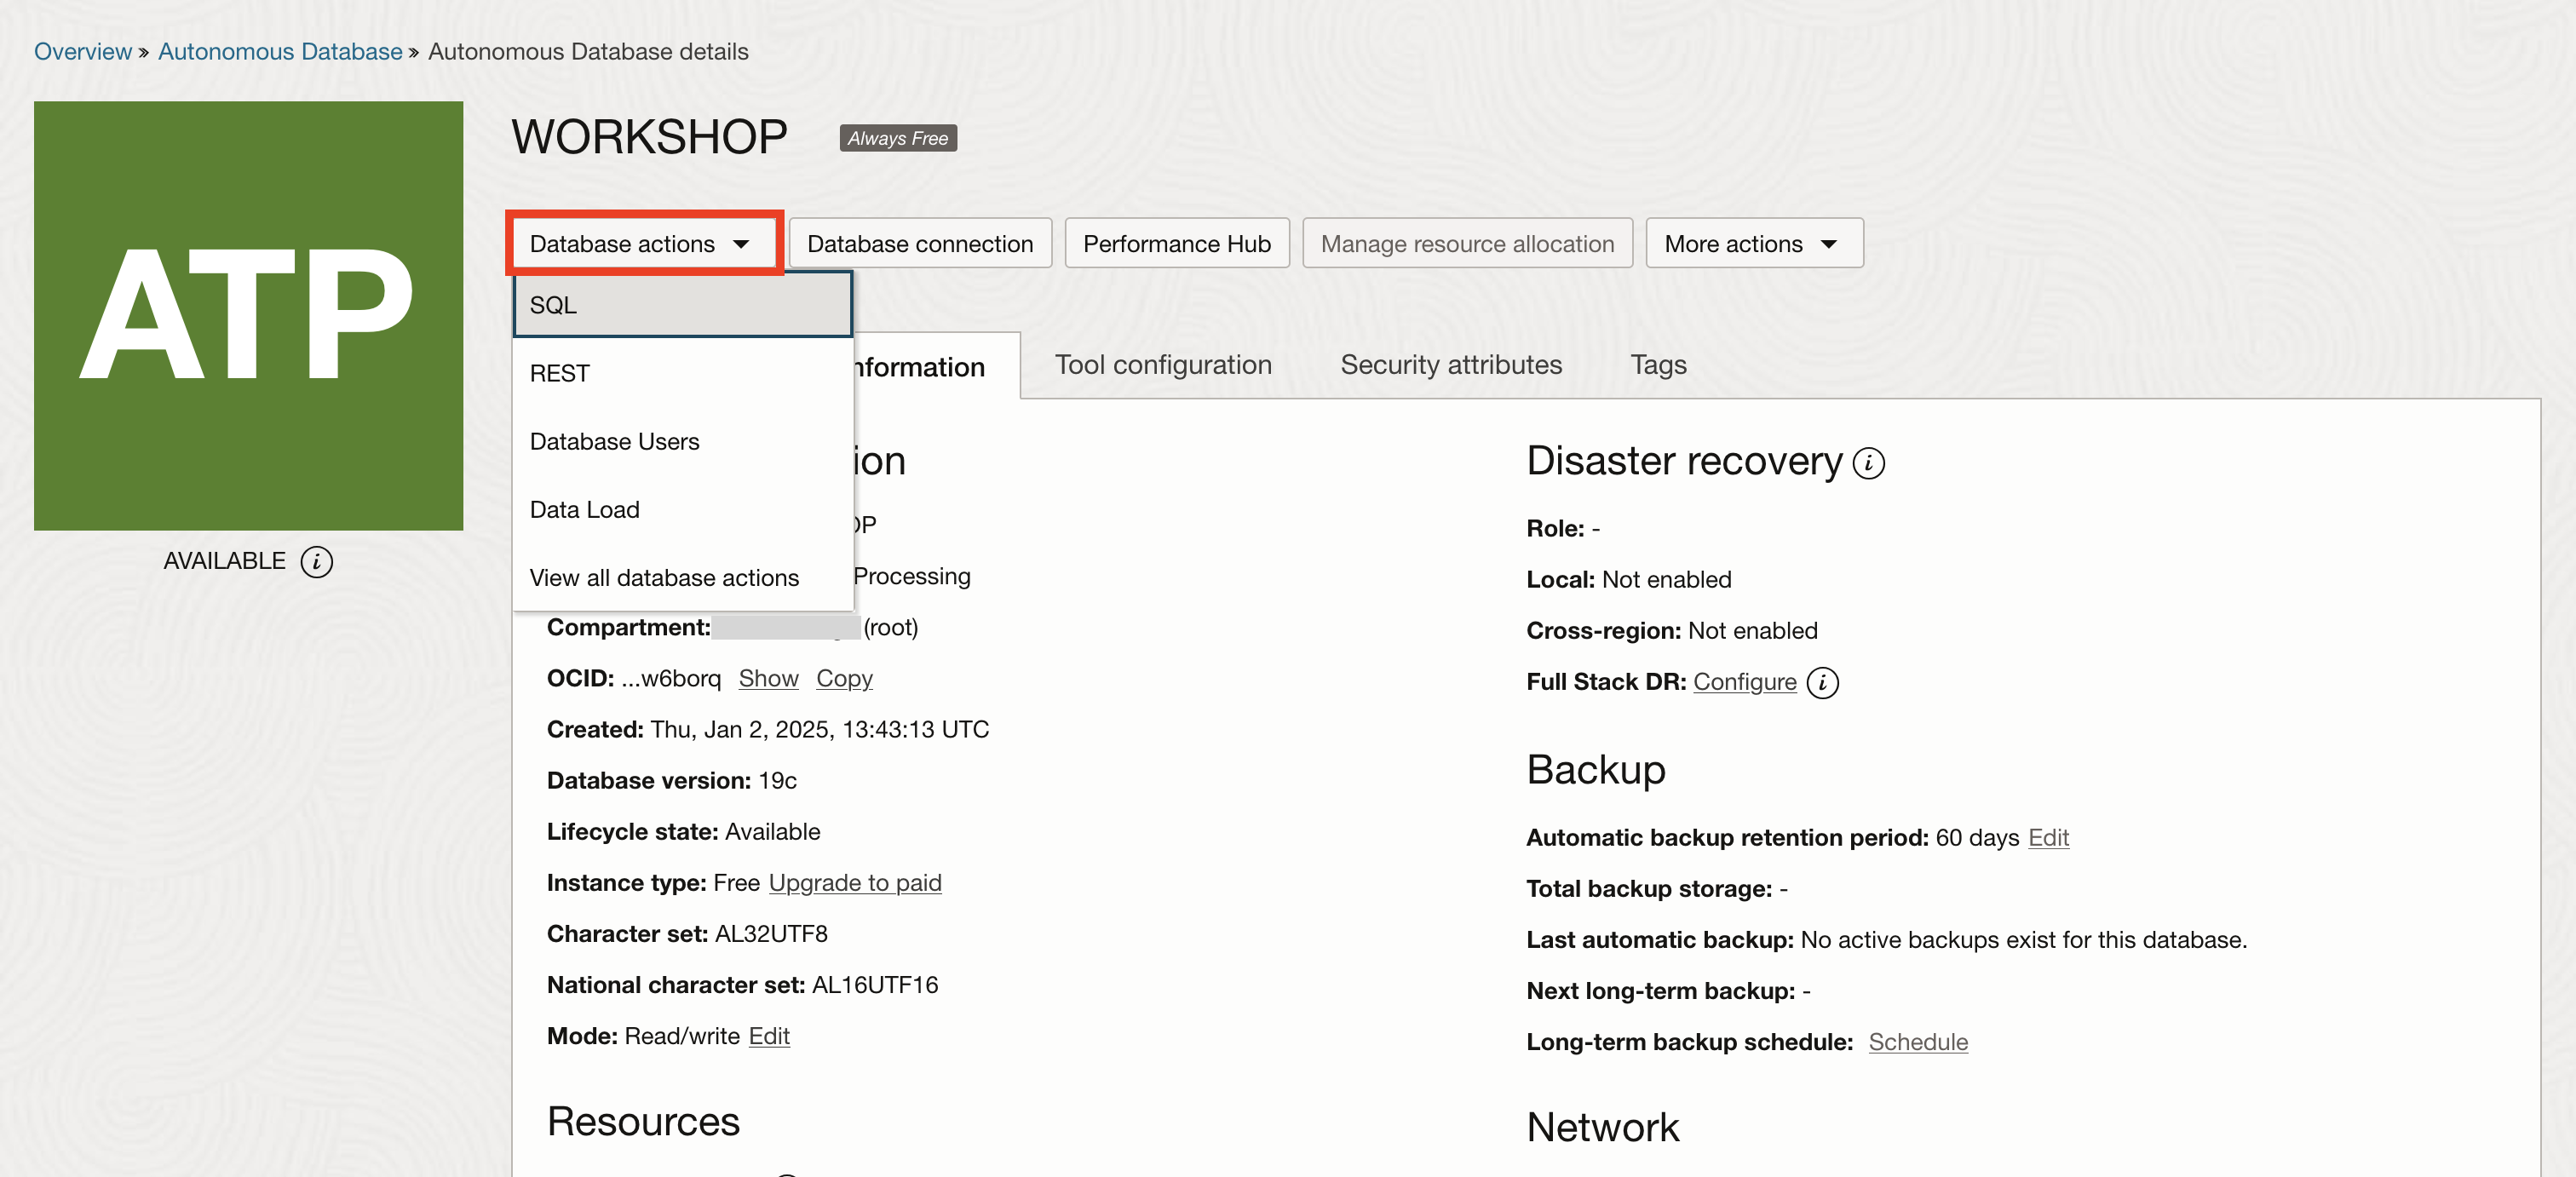 Overview » Autonomous Database » Autonomous Database details
ATP
AVAILABLE i
WORKSHOP Always Free
Database actions Database connection Performance Hub Manage resource allocation More actions
SQL
REST
Database Users
Data Load
View all database actions
nformation Tool configuration Security attributes Tags
ion
OP
Processing
Compartment: (root)
OCID: ...w6borq Show Copy
Created: Thu, Jan 2, 2025, 13:43:13 UTC
Database version: 19c
Lifecycle state: Available
Instance type: Free Upgrade to paid
Character set: AL32UTF8
National character set: AL16UTF16
Mode: Read/write Edit
Resources
Disaster recovery i
Role: -
Local: Not enabled
Cross-region: Not enabled
Full Stack DR: Configure i
Backup
Automatic backup retention period: 60 days Edit
Total backup storage: -
Last automatic backup: No active backups exist for this database.
Next long-term backup: -
Long-term backup schedule: Schedule
Network